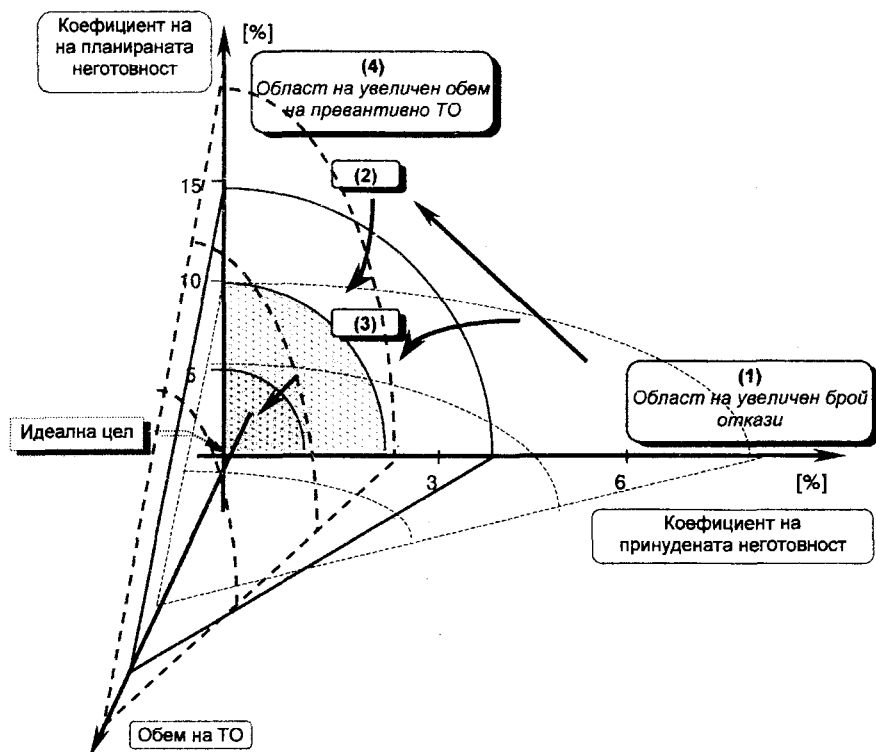 Коефициент на
на планираната
неготовност
[%]
(4)
Област на увеличен обем
на превантивно ТО
(2)
15
10
(3)
5
(1)
Област на увеличен брой
откази
Идеална цел
3
6
[%]
Коефициент на
принудената неготовност
Обем на ТО